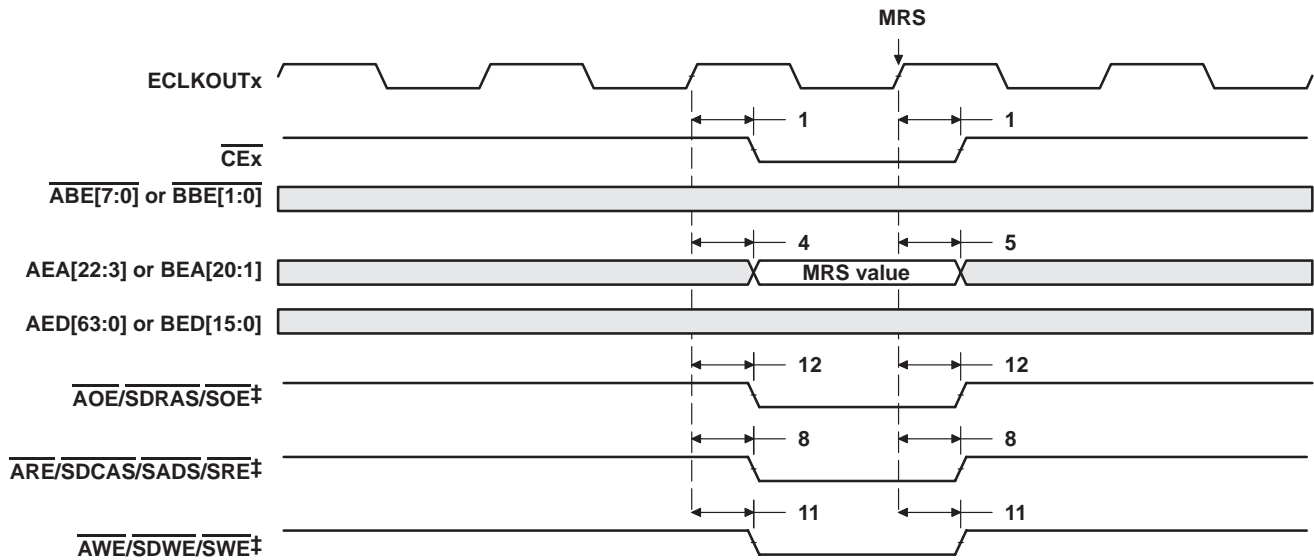 MRS
ECLKOUTx
1 1
CEx
ABE[7:0] or BBE[1:0]
4 5
AEA[22:3] or BEA[20:1] MRS value
AED[63:0] or BED[15:0]
12 12
AOE/SDRAS/SOE‡
8 8
ARE/SDCAS/SADS/SRE‡
11 11
AWE/SDWE/SWE‡